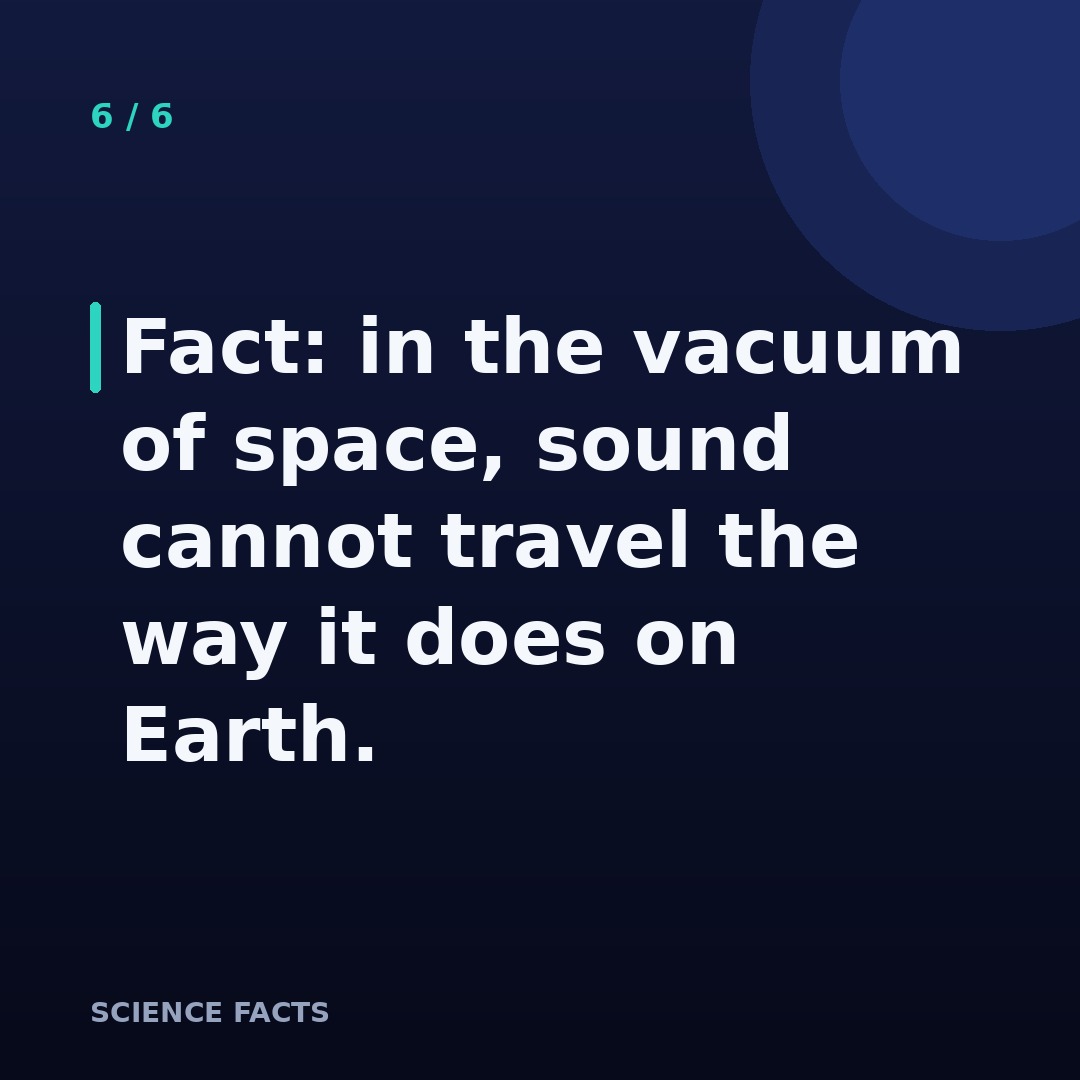 6 / 6
Fact: in the vacuum
of space, sound
cannot travel the
way it does on
Earth.
SCIENCE FACTS